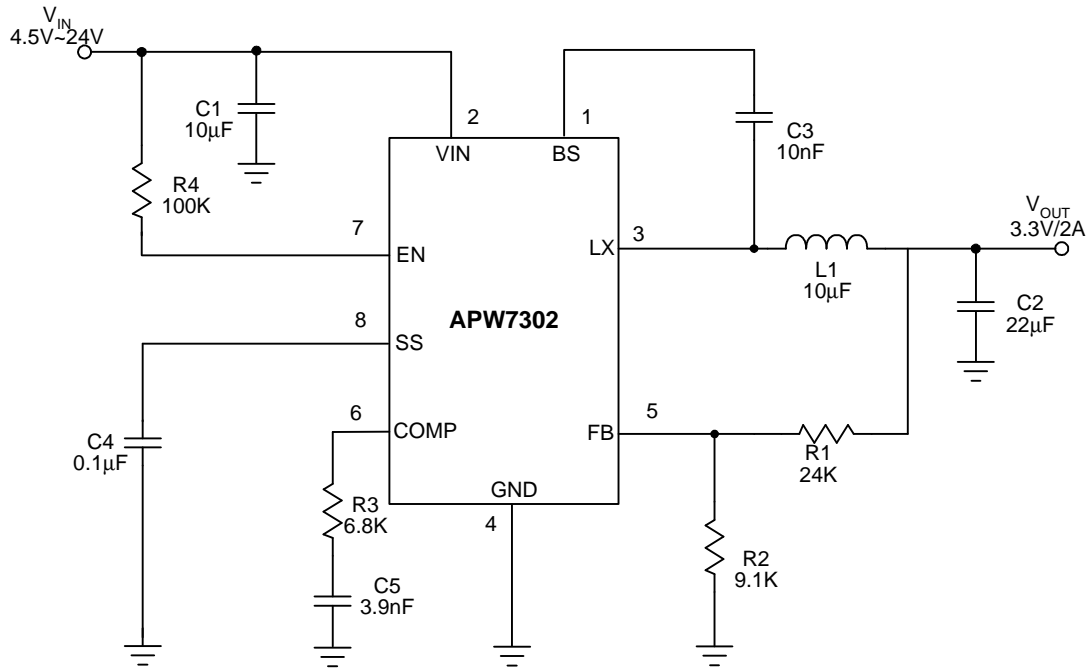 VIN
4.5V~24V
C1
10μF
R4
100K
2
VIN
1
BS
C3
10nF
7
EN
3
LX
L1
10μF
VOUT
3.3V/2A
C2
22μF
APW7302
8
SS
C4
0.1μF
6
COMP
R3
6.8K
C5
3.9nF
GND
4
5
FB
R1
24K
R2
9.1K